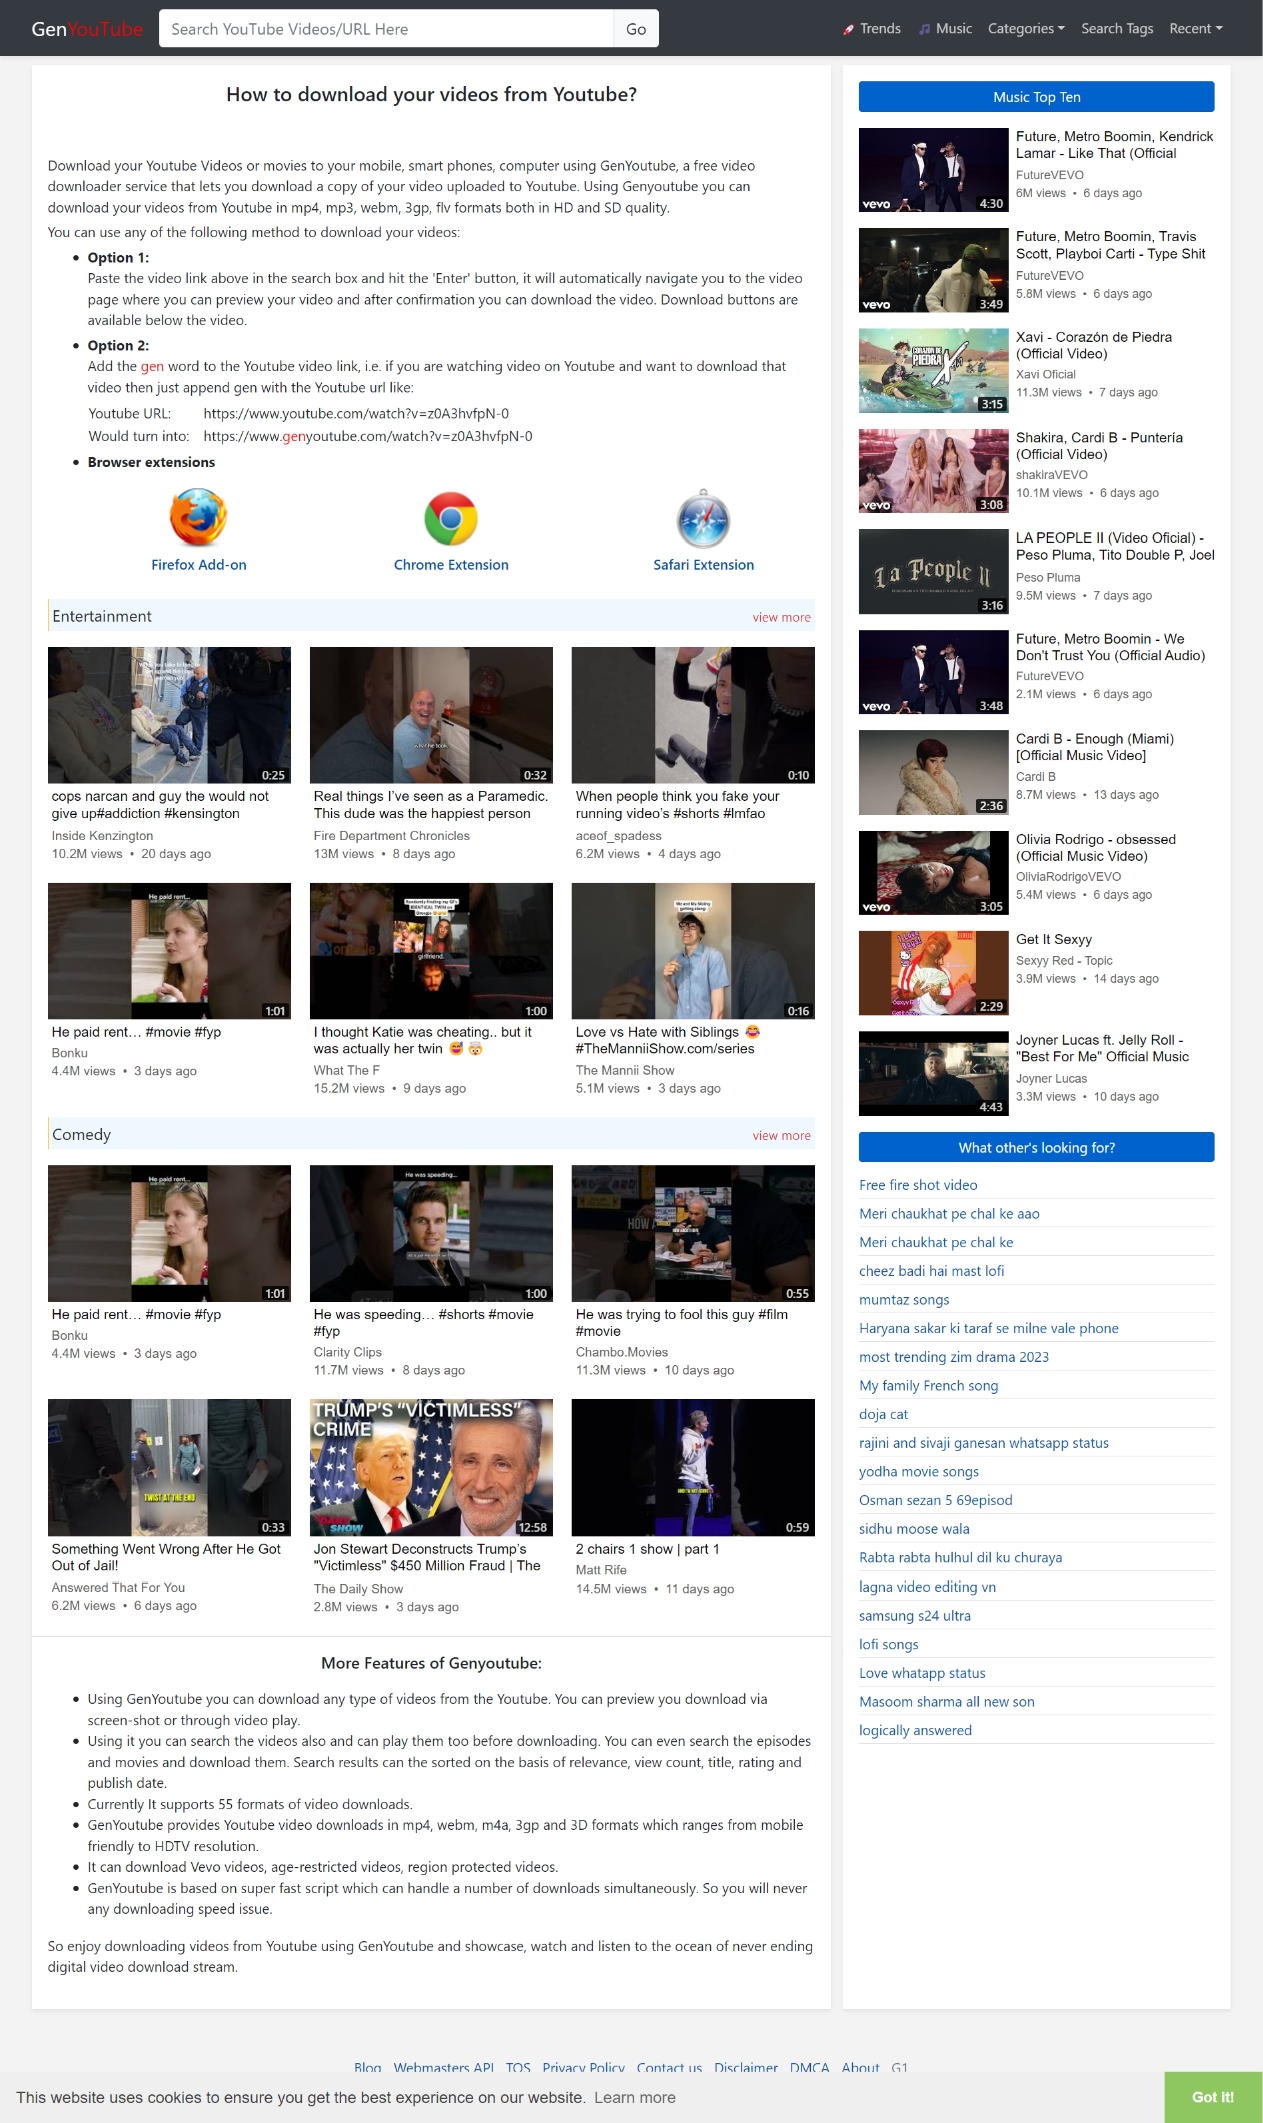 GenYouTube
Search YouTube Videos/URL Here
Go
Trends
Music
Categories
Search Tags
Recent
How to download your videos from Youtube?
Download your Youtube Videos or movies to your mobile, smart phones, computer using GenYoutube, a free video
downloader service that lets you download a copy of your video uploaded to Youtube. Using Genyoutube you can
download your videos from Youtube in mp4, mp3, webm, 3gp, flv formats both in HD and SD quality.
You can use any of the following method to download your videos:
• Option 1:
Paste the video link above in the search box and hit the 'Enter' button, it will automatically navigate you to the video
page where you can preview your video and after confirmation you can download the video. Download buttons are
available below the video.
• Option 2:
Add the gen word to the Youtube video link, i.e. if you are watching video on Youtube and want to download that
video then just append gen with the Youtube url like:
Youtube URL: https://www.youtube.com/watch?v=z0A3hvfpN-0
Would turn into: https://www.genyoutube.com/watch?v=z0A3hvfpN-0
• Browser extensions
Firefox Add-on
Chrome Extension
Safari Extension
Entertainment
view more
0:25
cops narcan and guy the would not
give up#addiction #kensington
Inside Kenzington
10.2M views • 20 days ago
what he took.
0:32
Real things I've seen as a Paramedic.
This dude was the happiest person
Fire Department Chronicles
13M views • 8 days ago
0:10
When people think you fake your
running video's #shorts #lmfao
aceof_spadess
6.2M views • 4 days ago
He paid rent...
1:01
He paid rent… #movie #fyp
Bonku
4.4M views • 3 days ago
Randomly finding my GF's
IDENTICAL TWIN on
Omegle
girlfriend.
1:00
I thought Katie was cheating.. but it
was actually her twin 😅 🤯
What The F
15.2M views • 9 days ago
Me and My Sibling
getting along
0:16
Love vs Hate with Siblings 😂
#TheManniiShow.com/series
The Mannii Show
5.1M views • 3 days ago
Comedy
view more
He paid rent...
1:01
He paid rent… #movie #fyp
Bonku
4.4M views • 3 days ago
He was speeding...
1:00
He was speeding… #shorts #movie
#fyp
Clarity Clips
11.7M views • 8 days ago
HOW
0:55
He was trying to fool this guy #film
#movie
Chambo.Movies
11.3M views • 10 days ago
TWIST AT THE END
0:33
Something Went Wrong After He Got
Out of Jail!
Answered That For You
6.2M views • 6 days ago
TRUMP'S "VICTIMLESS"
CRIME
DAILY
SHOW
12:58
Jon Stewart Deconstructs Trump's
"Victimless" $450 Million Fraud | The
The Daily Show
2.8M views • 3 days ago
0:59
2 chairs 1 show | part 1
Matt Rife
14.5M views • 11 days ago
More Features of Genyoutube:
• Using GenYoutube you can download any type of videos from the Youtube. You can preview you download via
screen-shot or through video play.
• Using it you can search the videos also and can play them too before downloading. You can even search the episodes
and movies and download them. Search results can the sorted on the basis of relevance, view count, title, rating and
publish date.
• Currently It supports 55 formats of video downloads.
• GenYoutube provides Youtube video downloads in mp4, webm, m4a, 3gp and 3D formats which ranges from mobile
friendly to HDTV resolution.
• It can download Vevo videos, age-restricted videos, region protected videos.
• GenYoutube is based on super fast script which can handle a number of downloads simultaneously. So you will never
any downloading speed issue.
So enjoy downloading videos from Youtube using GenYoutube and showcase, watch and listen to the ocean of never ending
digital video download stream.
Music Top Ten
vevo
4:30
Future, Metro Boomin, Kendrick
Lamar - Like That (Official
FutureVEVO
6M views • 6 days ago
vevo
3:49
Future, Metro Boomin, Travis
Scott, Playboi Carti - Type Shit
FutureVEVO
5.8M views • 6 days ago
CORAZÓN DE
PIEDRA
3:15
Xavi - Corazón de Piedra
(Official Video)
Xavi Oficial
11.3M views • 7 days ago
vevo
3:08
Shakira, Cardi B - Puntería
(Official Video)
shakiraVEVO
10.1M views • 6 days ago
La People II
3:16
LA PEOPLE II (Video Oficial) -
Peso Pluma, Tito Double P, Joel
Peso Pluma
9.5M views • 7 days ago
vevo
3:48
Future, Metro Boomin - We
Don't Trust You (Official Audio)
FutureVEVO
2.1M views • 6 days ago
2:36
Cardi B - Enough (Miami)
[Official Music Video]
Cardi B
8.7M views • 13 days ago
vevo
3:05
Olivia Rodrigo - obsessed
(Official Music Video)
OliviaRodrigoVEVO
5.4M views • 6 days ago
2:29
Get It Sexyy
Sexyy Red - Topic
3.9M views • 14 days ago
4:43
Joyner Lucas ft. Jelly Roll -
"Best For Me" Official Music
Joyner Lucas
3.3M views • 10 days ago
What other's looking for?
Free fire shot video
Meri chaukhat pe chal ke aao
Meri chaukhat pe chal ke
cheez badi hai mast lofi
mumtaz songs
Haryana sakar ki taraf se milne vale phone
most trending zim drama 2023
My family French song
doja cat
rajini and sivaji ganesan whatsapp status
yodha movie songs
Osman sezan 5 69episod
sidhu moose wala
Rabta rabta hulhul dil ku churaya
lagna video editing vn
samsung s24 ultra
lofi songs
Love whatapp status
Masoom sharma all new son
logically answered
Blog Webmasters API TOS Privacy Policy Contact us Disclaimer DMCA About G1
This website uses cookies to ensure you get the best experience on our website. Learn more
Got it!